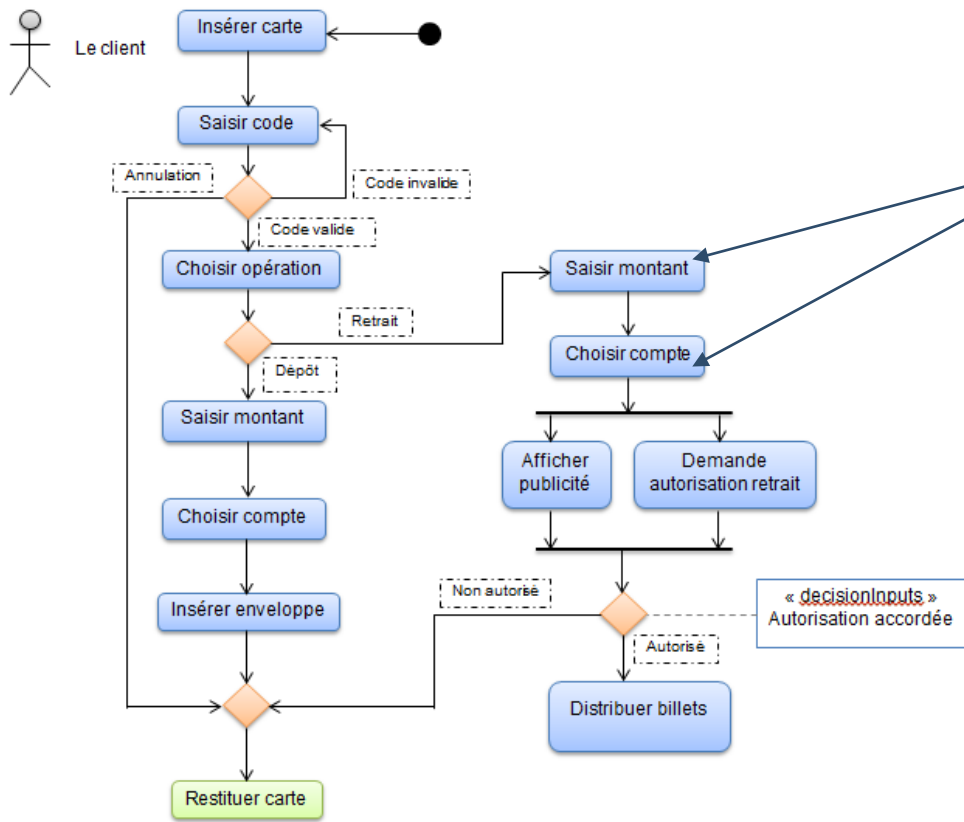 Le client
Insérer carte
Saisir code
Annulation
Code invalide
Code valide
Choisir opération
Retrait
Dépôt
Saisir montant
Choisir compte
Insérer enveloppe
Restituer carte
Saisir montant
Choisir compte
Afficher
publicité
Demande
autorisation retrait
Non autorisé
Autorisé
« decisionInputs »
Autorisation accordée
Distribuer billets